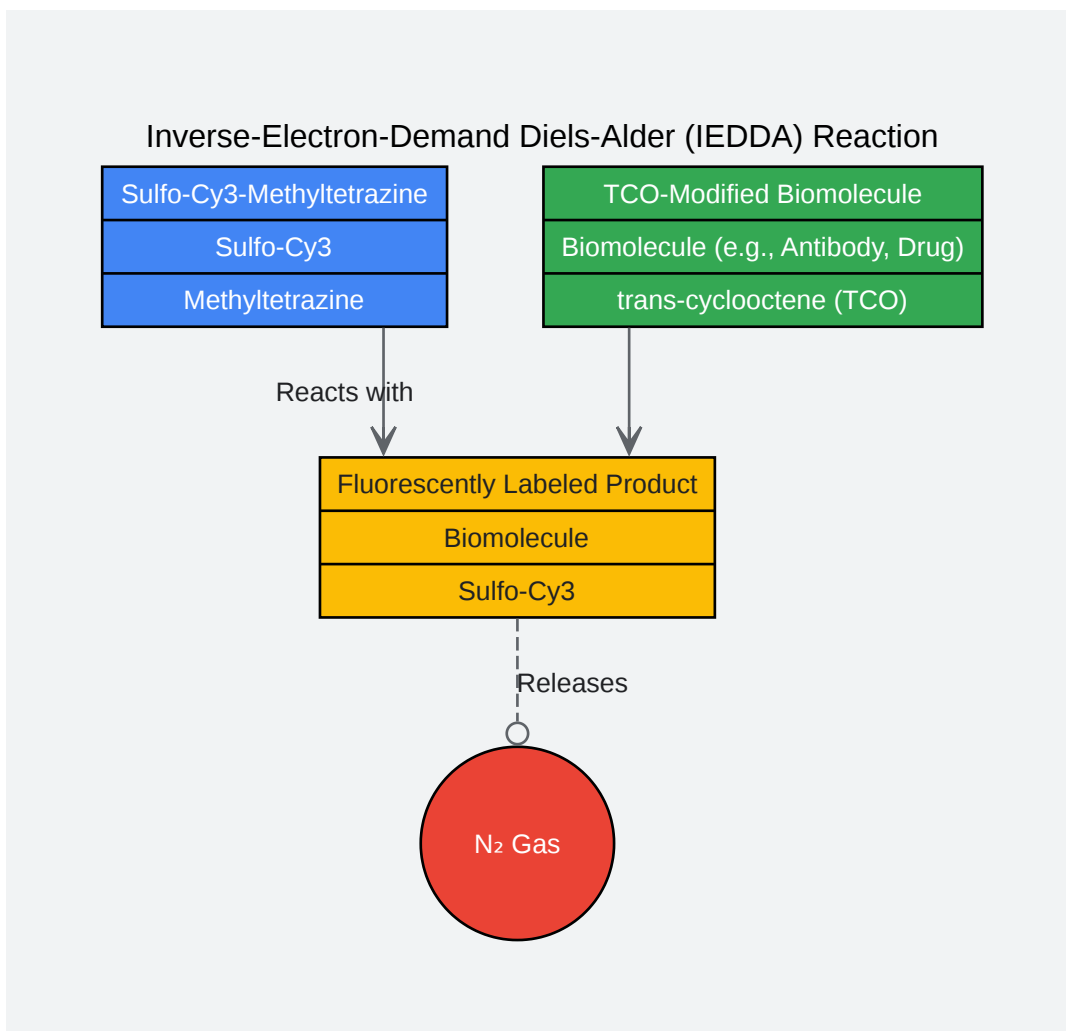 Inverse-Electron-Demand Diels-Alder (IEDDA) Reaction
Sulfo-Cy3-Methyltetrazine
Sulfo-Cy3
Methyltetrazine
TCO-Modified Biomolecule
Biomolecule (e.g., Antibody, Drug)
trans-cyclooctene (TCO)
Reacts with
Fluorescently Labeled Product
Biomolecule
Sulfo-Cy3
Releases
N₂ Gas